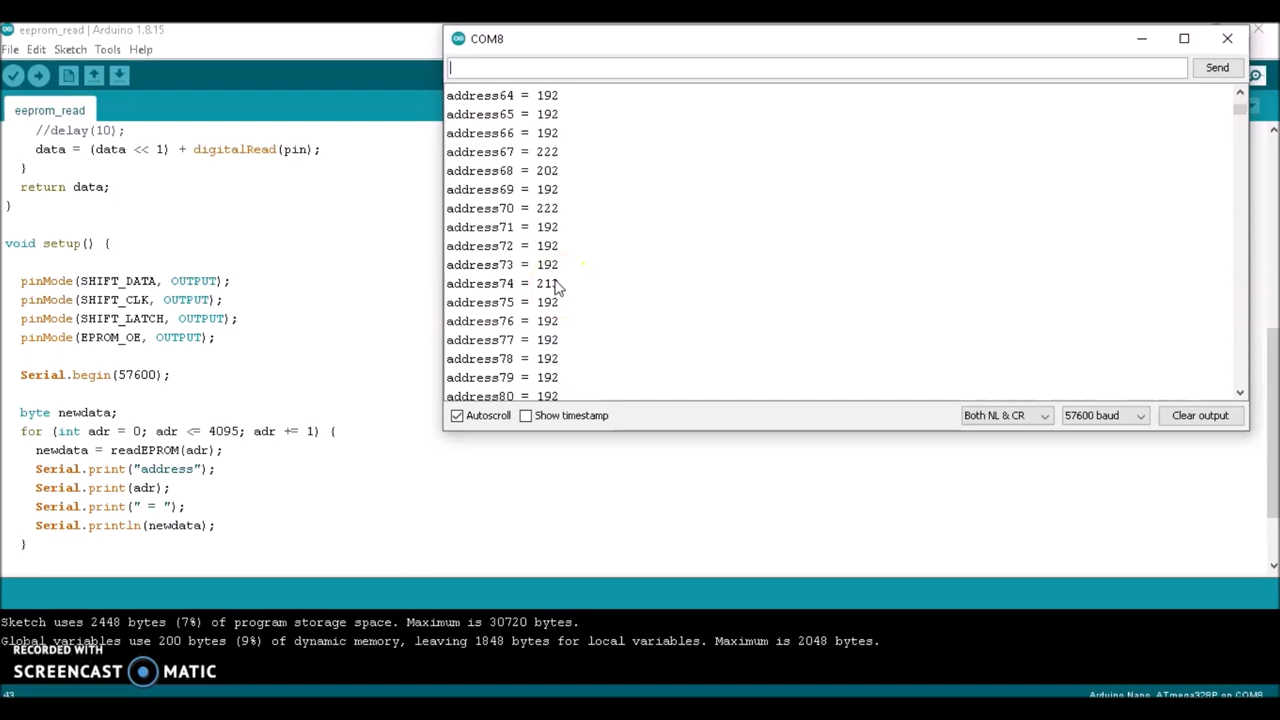 eeprom_read | Arduino 1.8.15
File Edit Sketch Tools Help
eeprom_read
//delay(10);
data = (data << 1) + digitalRead(pin);
}
return data;
}
void setup() {
pinMode(SHIFT_DATA, OUTPUT);
pinMode(SHIFT_CLK, OUTPUT);
pinMode(SHIFT_LATCH, OUTPUT);
pinMode(EPROM_OE, OUTPUT);
Serial.begin(57600);
byte newdata;
for (int adr = 0; adr <= 4095; adr += 1) {
newdata = readEPROM(adr);
Serial.print("address");
Serial.print(adr);
Serial.print(" = ");
Serial.println(newdata);
}
COM8
Send
address64 = 192
address65 = 192
address66 = 192
address67 = 222
address68 = 202
address69 = 192
address70 = 222
address71 = 192
address72 = 192
address73 = 192
address74 =
address75 = 192
address76 = 192
address77 = 192
address78 = 192
address79 = 192
address80 = 192
Autoscroll Show timestamp Both NL & CR 57600 baud Clear output
Sketch uses 2448 bytes (7%) of program storage space. Maximum is 30720 bytes.
Global variables use 200 bytes (9%) of dynamic memory, leaving 1848 bytes for local variables. Maximum is 2048 bytes.
RECORDED WITH
SCREENCAST MATIC
43
Arduino Nano, ATmega328P on COM8